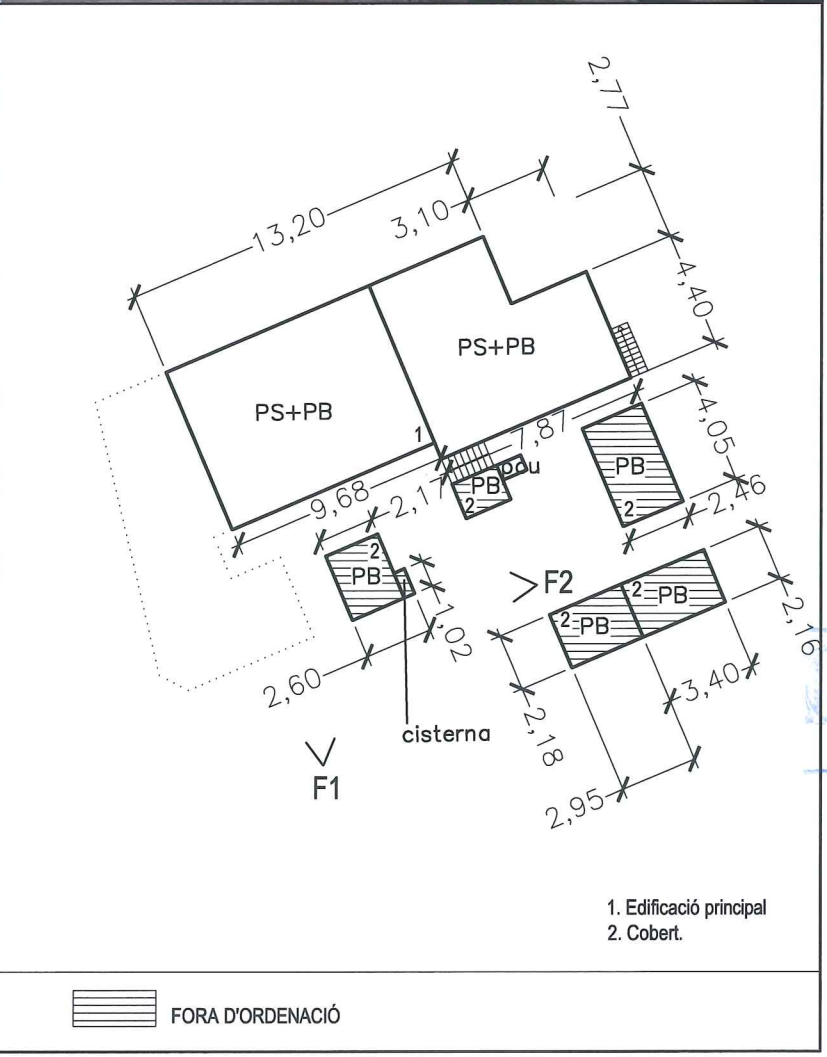 2,77
13,20
3,10
4,40
PS+PB
PS+PB
1
7,87
4,05
pou
PB
PB
2
2
9,68
2,17
2,46
2
PB
F2
2
PB
2
PB
1,02
2,16
2,60
3,40
2,18
cisterna
F1
2,95
1. Edificació principal
2. Cobert.
FORA D'ORDENACIÓ